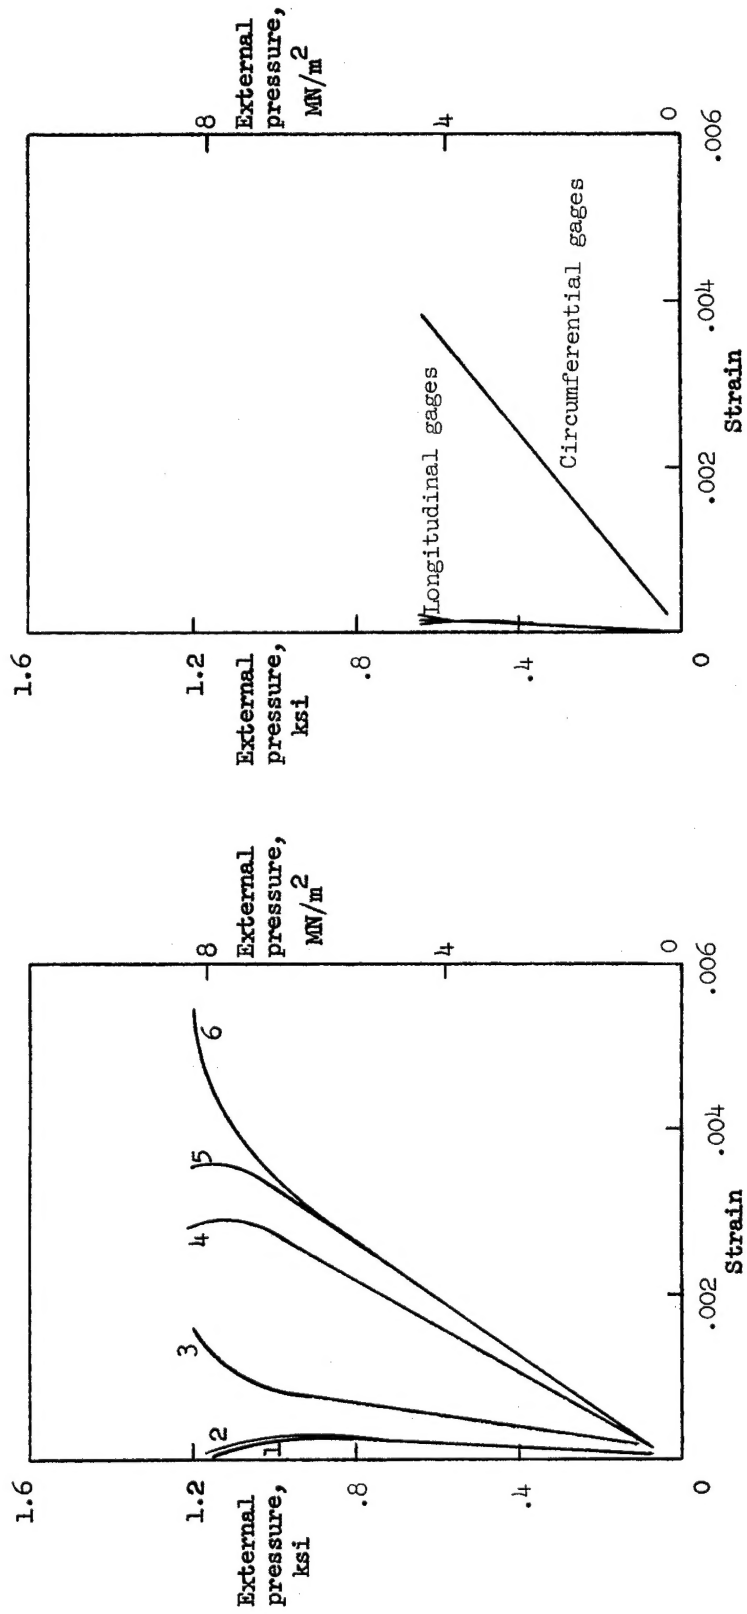 1.6
1.2
External
pressure,
ksi
.8
.4
0
.002
.004
.006
Strain
1
2
3
4
5
6
8
External
pressure,
MN/m2
4
0
1.6
1.2
External
pressure,
ksi
.8
.4
0
.002
.004
.006
Strain
Longitudinal gages
Circumferential gages
8
External
pressure,
MN/m2
4
0